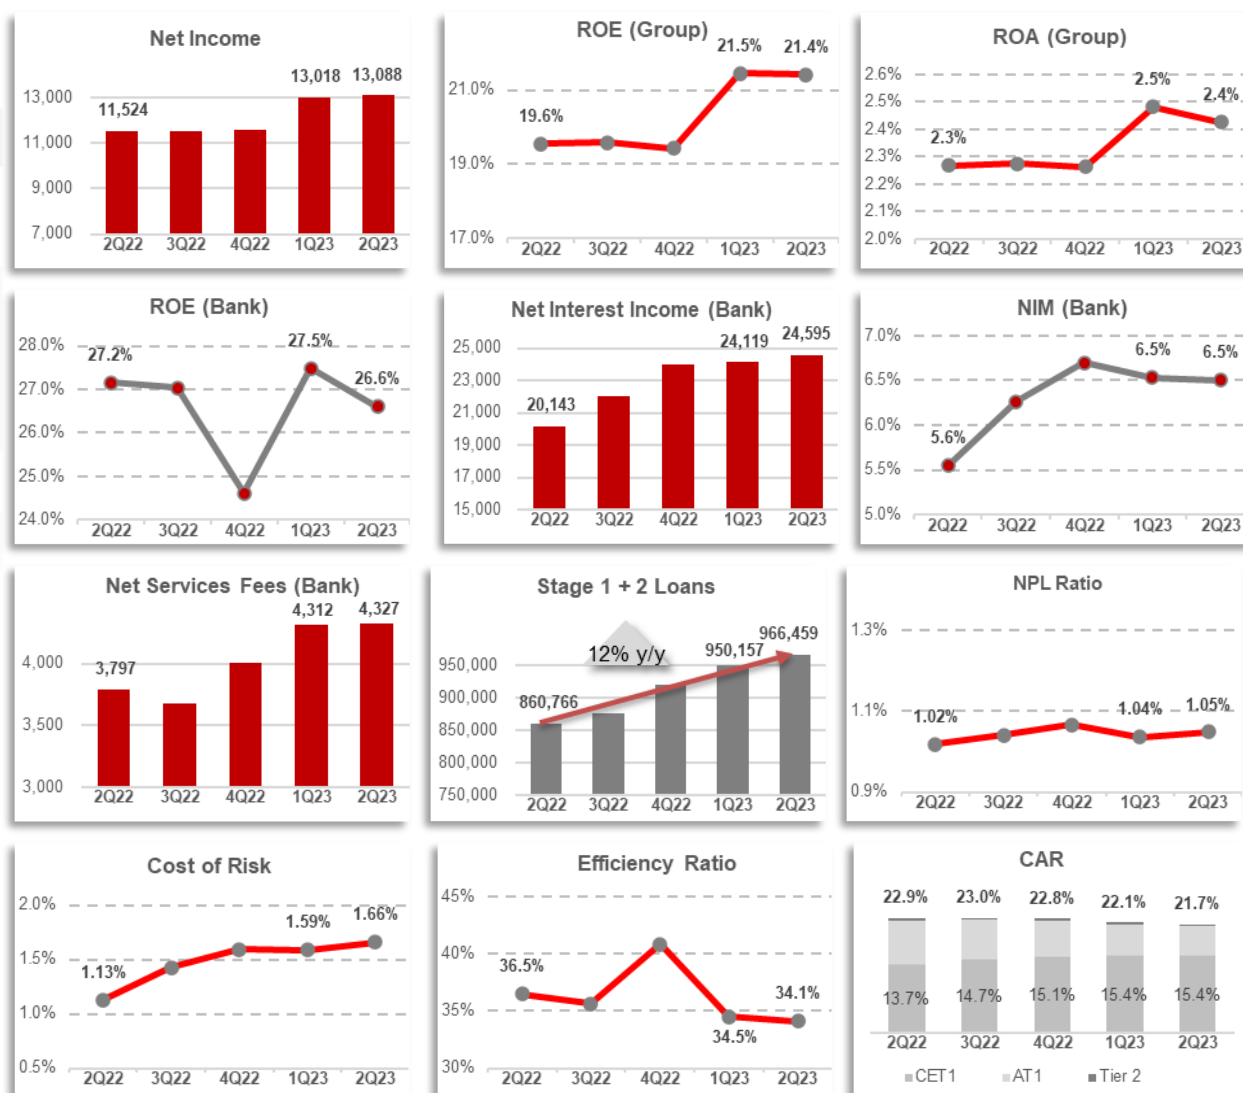 Net Income
13,000
11,000
9,000
7,000
11,524
13,018
13,088
2Q22 3Q22 4Q22 1Q23 2Q23
ROE (Group)
21.0%
19.0%
17.0%
19.6%
21.5%
21.4%
2Q22 3Q22 4Q22 1Q23 2Q23
ROA (Group)
2.6%
2.5%
2.4%
2.3%
2.2%
2.1%
2.0%
2.3%
2.5%
2.4%
2Q22 3Q22 4Q22 1Q23 2Q23
ROE (Bank)
28.0%
27.0%
26.0%
25.0%
24.0%
27.2%
27.5%
26.6%
2Q22 3Q22 4Q22 1Q23 2Q23
Net Interest Income (Bank)
25,000
23,000
21,000
19,000
17,000
15,000
20,143
24,119
24,595
2Q22 3Q22 4Q22 1Q23 2Q23
NIM (Bank)
7.0%
6.5%
6.0%
5.5%
5.0%
5.6%
6.5%
6.5%
2Q22 3Q22 4Q22 1Q23 2Q23
Net Services Fees (Bank)
4,000
3,500
3,000
3,797
4,312
4,327
2Q22 3Q22 4Q22 1Q23 2Q23
Stage 1 + 2 Loans
950,000
900,000
850,000
800,000
750,000
860,766
12% y/y
950,157
966,459
2Q22 3Q22 4Q22 1Q23 2Q23
NPL Ratio
1.3%
1.1%
0.9%
1.02%
1.04%
1.05%
2Q22 3Q22 4Q22 1Q23 2Q23
Cost of Risk
2.0%
1.5%
1.0%
0.5%
1.13%
1.59%
1.66%
2Q22 3Q22 4Q22 1Q23 2Q23
Efficiency Ratio
45%
40%
35%
30%
36.5%
34.5%
34.1%
2Q22 3Q22 4Q22 1Q23 2Q23
CAR
22.9% 23.0% 22.8% 22.1% 21.7%
13.7% 14.7% 15.1% 15.4% 15.4%
2Q22 3Q22 4Q22 1Q23 2Q23
CET1 AT1 Tier 2